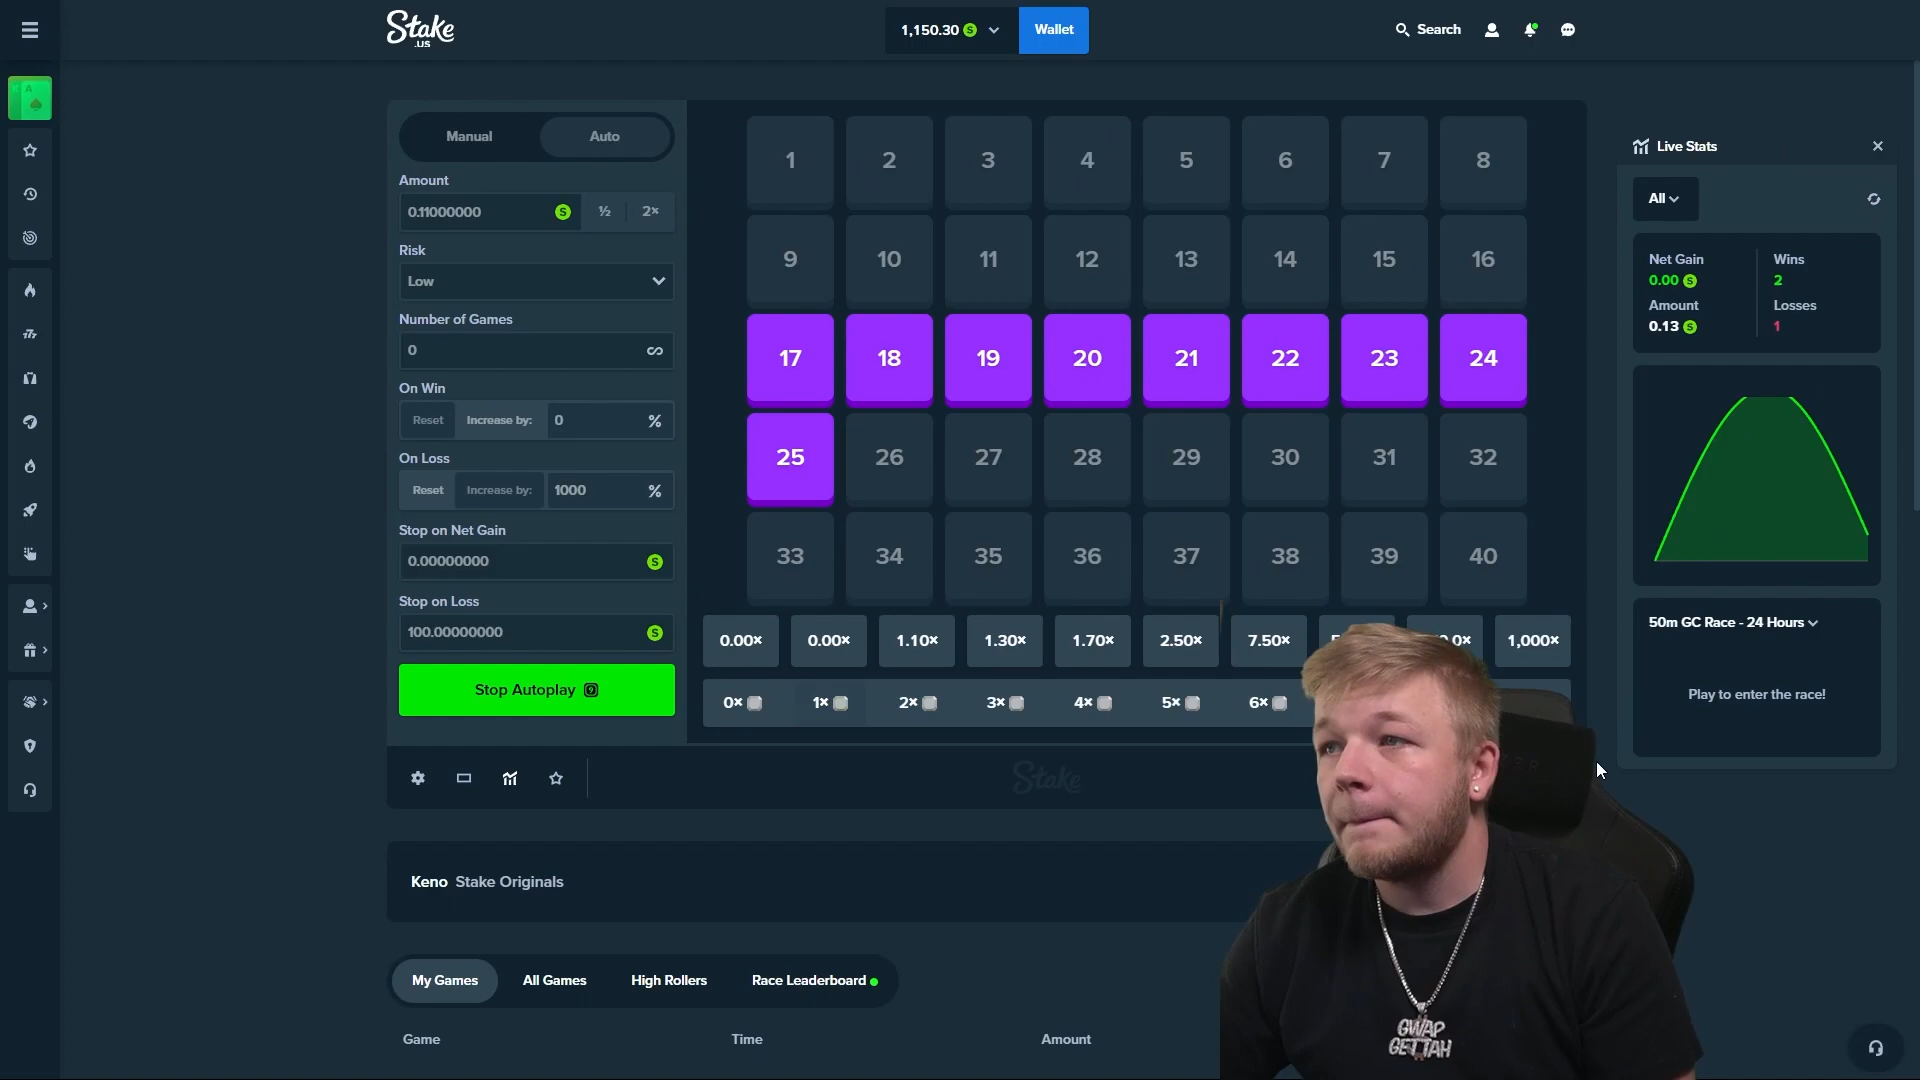 Stake
.US
1,150.30
Wallet
Search
A
Manual
Auto
Amount
0.11000000
½
2×
Risk
Low
Number of Games
0
On Win
Reset
Increase by:
0
%
On Loss
Reset
Increase by:
1000
%
Stop on Net Gain
0.00000000
Stop on Loss
100.00000000
Stop Autoplay
1 2 3 4 5 6 7 8
9 10 11 12 13 14 15 16
17 18 19 20 21 22 23 24
25 26 27 28 29 30 31 32
33 34 35 36 37 38 39 40
0.00× 0.00× 1.10× 1.30× 1.70× 2.50× 7.50× 1,000×
0× 1× 2× 3× 4× 5× 6×
Live Stats
All
Net Gain
0.00
Wins
2
Amount
0.13
Losses
1
50m GC Race - 24 Hours
Play to enter the race!
Stake
Keno Stake Originals
My Games
All Games
High Rollers
Race Leaderboard
Game
Time
Amount
GWAP
GETTAH